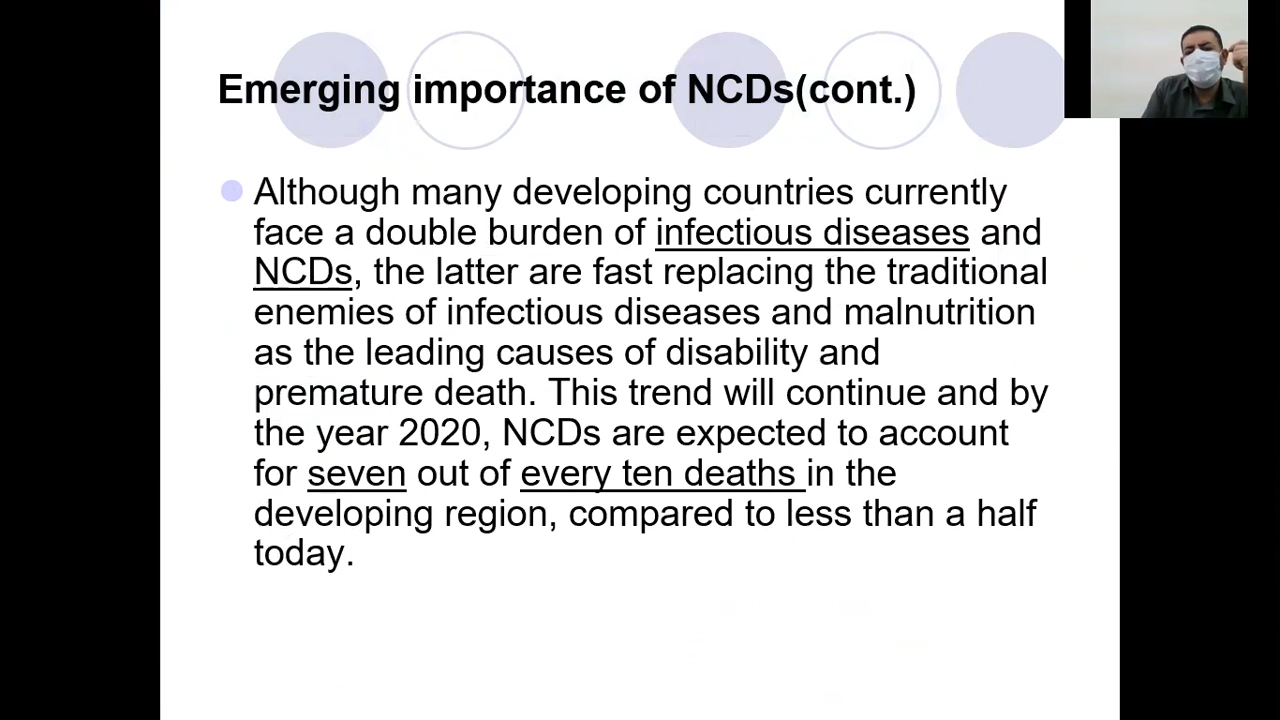 Emerging importance of NCDs(cont.)
Although many developing countries currently
face a double burden of infectious diseases and
NCDs, the latter are fast replacing the traditional
enemies of infectious diseases and malnutrition
as the leading causes of disability and
premature death. This trend will continue and by
the year 2020, NCDs are expected to account
for seven out of every ten deaths in the
developing region, compared to less than a half
today.